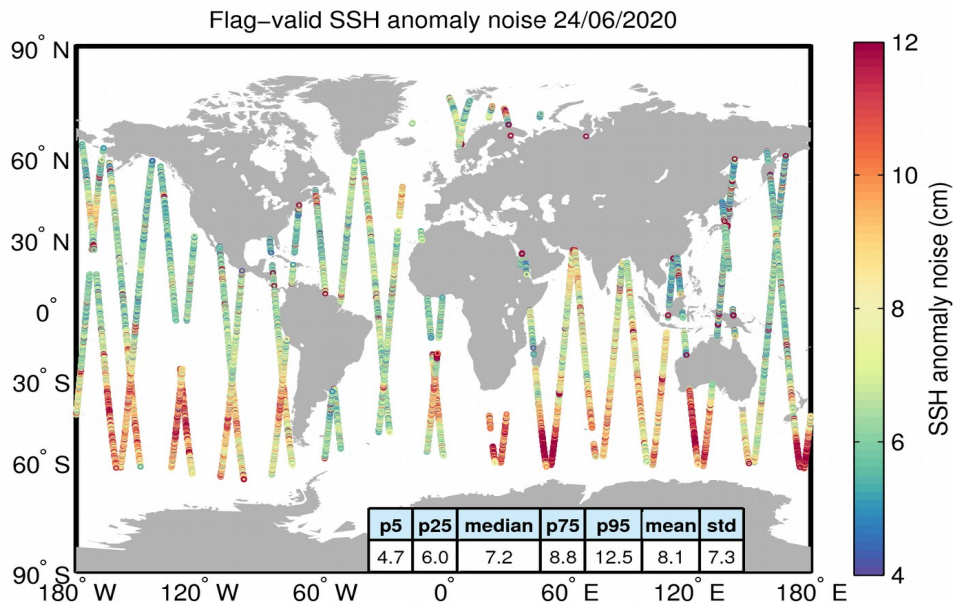 Flag−valid SSH anomaly noise 24/06/2020
90° N
60° N
30° N
0°
30° S
60° S
90° S
180° W
120° W
60° W
0°
60° E
120° E
180° E
p5 p25 median p75 p95 mean std
4.7 6.0 7.2 8.8 12.5 8.1 7.3
12
10
8
6
4
SSH anomaly noise (cm)